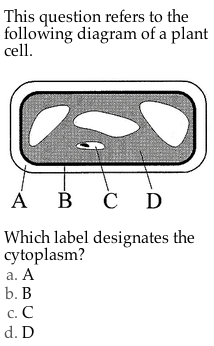 This question refers to the
following diagram of a plant
cell.
A B C D
Which label designates the
cytoplasm?
a. A
b. B
c. C
d. D